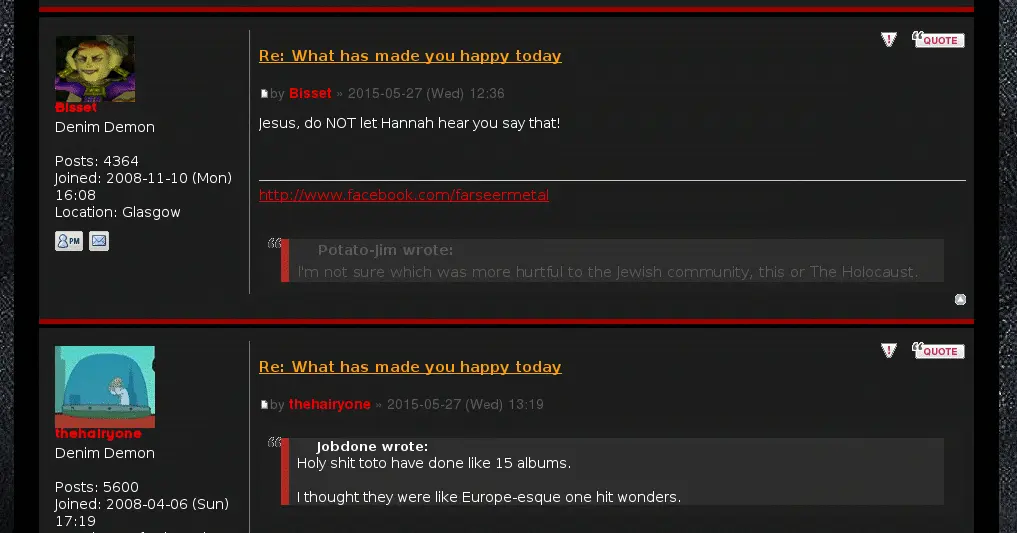 Re: What has made you happy today
QUOTE
by Bisset » 2015-05-27 (Wed) 12:36
Bisset
Denim Demon
Posts: 4364
Joined: 2008-11-10 (Mon)
16:08
Location: Glasgow
PM
Jesus, do NOT let Hannah hear you say that!
http://www.facebook.com/farseermetal
Potato-Jim wrote:
I'm not sure which was more hurtful to the Jewish community, this or The Holocaust.
Re: What has made you happy today
QUOTE
by thehairyone » 2015-05-27 (Wed) 13:19
thehairyone
Denim Demon
Posts: 5600
Joined: 2008-04-06 (Sun)
17:19
Jobdone wrote:
Holy shit toto have done like 15 albums.
I thought they were like Europe-esque one hit wonders.